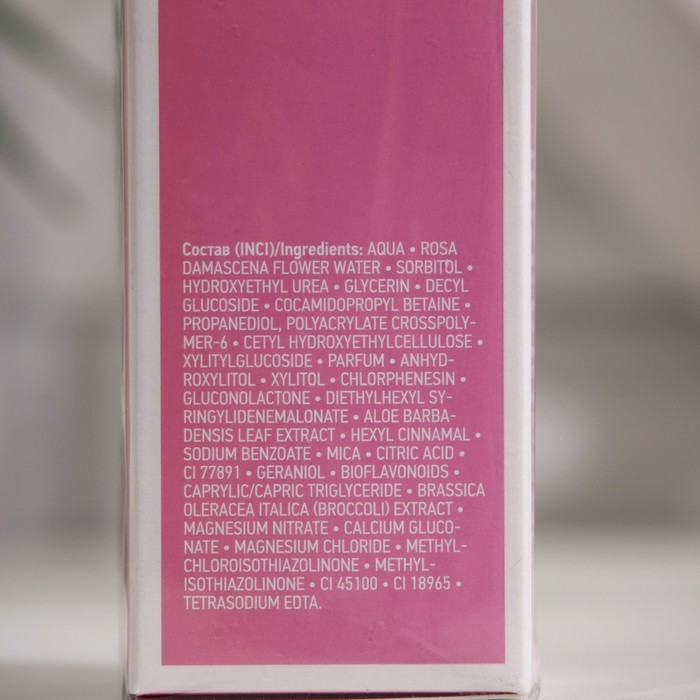 Состав (INCI)/Ingredients: AQUA • ROSA
DAMASCENA FLOWER WATER • SORBITOL •
HYDROXYETHYL UREA • GLYCERIN • DECYL
GLUCOSIDE • COCAMIDOPROPYL BETAINE •
PROPANEDIOL, POLYACRYLATE CROSSPOLY-
MER-6 • CETYL HYDROXYETHYLCELLULOSE •
XYLITYLGLUCOSIDE • PARFUM • ANHYD-
ROXYLITOL • XYLITOL • CHLORPHENESIN •
GLUCONOLACTONE • DIETHYLHEXYL SY-
RINGYLIDENEMALONATE • ALOE BARBA-
DENSIS LEAF EXTRACT • HEXYL CINNAMAL •
SODIUM BENZOATE • MICA • CITRIC ACID •
CI 77891 • GERANIOL • BIOFLAVONOIDS •
CAPRYLIC/CAPRIC TRIGLYCERIDE • BRASSICA
OLERACEA ITALICA (BROCCOLI) EXTRACT •
MAGNESIUM NITRATE • CALCIUM GLUCO-
NATE • MAGNESIUM CHLORIDE • METHYL-
CHLOROISOTHIAZOLINONE • METHYL-
ISOTHIAZOLINONE • CI 45100 • CI 18965 •
TETRASODIUM EDTA.